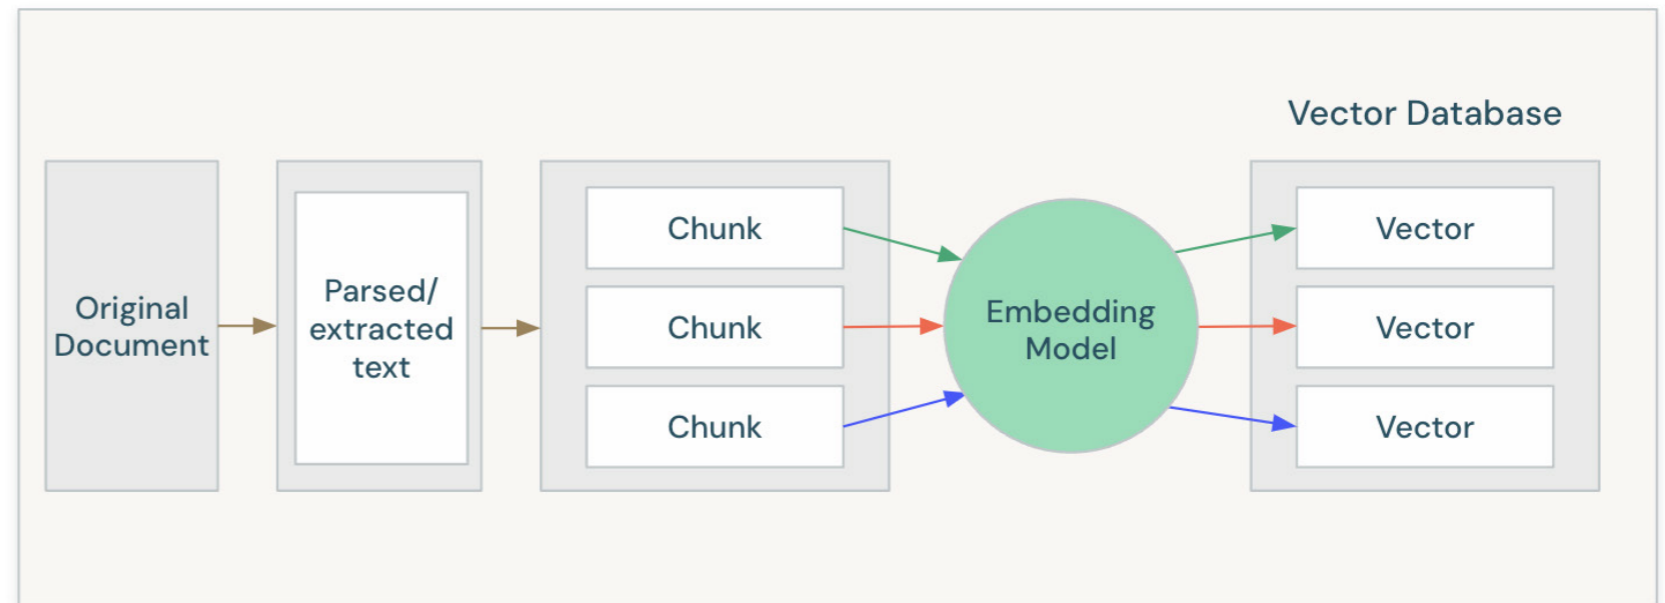 Vector Database
Original
Document
Parsed/
extracted
text
Chunk
Chunk
Chunk
Embedding
Model
Vector
Vector
Vector